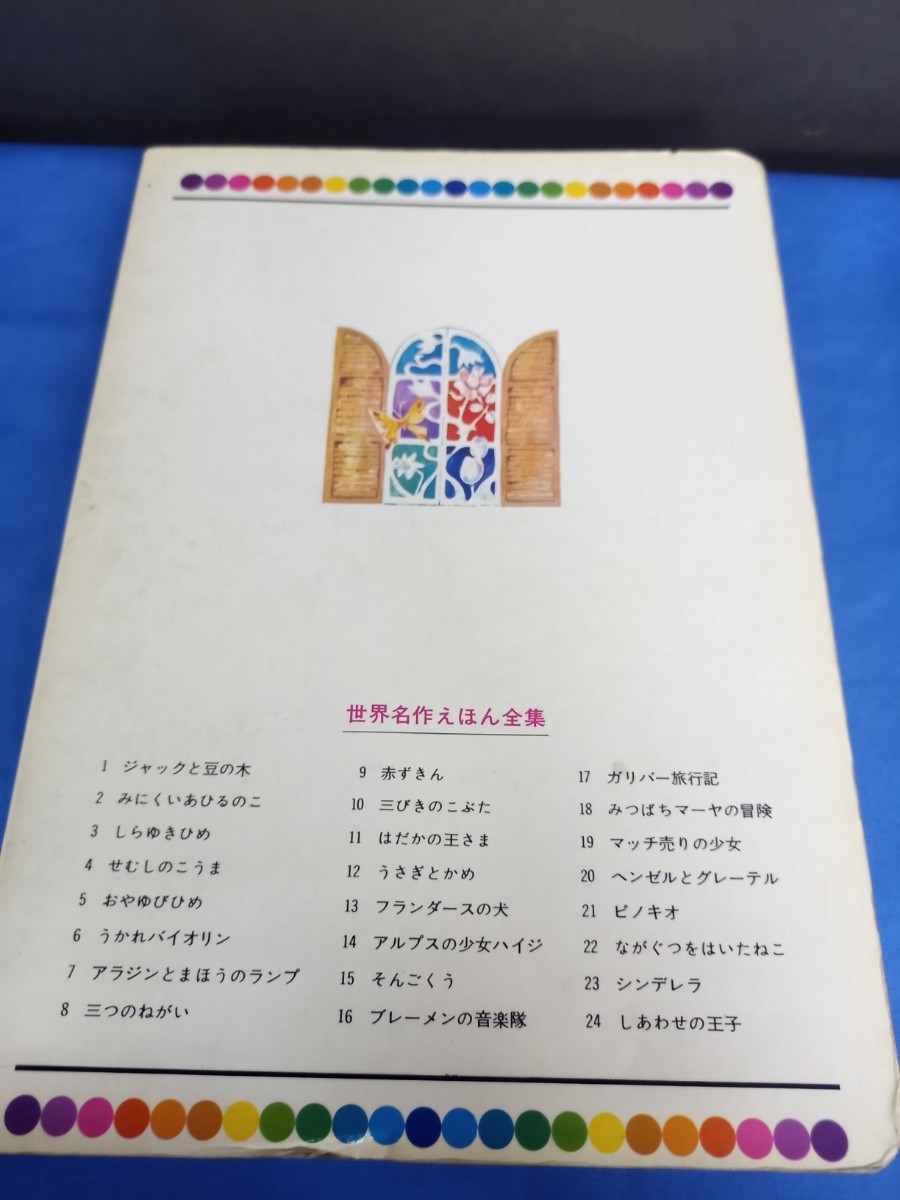 世界名作えほん全集
1 ジャックと豆の木
2 みにくいあひるのこ
3 しらゆきひめ
4 せむしのこうま
5 おやゆびひめ
6 うかれバイオリン
7 アラジンとまほうのランプ
8 三つのねがい
9 赤ずきん
10 三びきのこぶた
11 はだかの王さま
12 うさぎとかめ
13 フランダースの犬
14 アルプスの少女ハイジ
15 そんごくう
16 ブレーメンの音楽隊
17 ガリバー旅行記
18 みつばちマーヤの冒険
19 マッチ売りの少女
20 ヘンゼルとグレーテル
21 ピノキオ
22 ながぐつをはいたねこ
23 シンデレラ
24 しあわせの王子